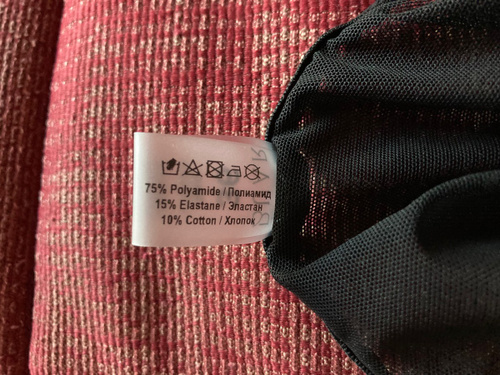 75% Polyamide / Полиамид
15% Elastane / Эластан
10% Cotton / Хлопок